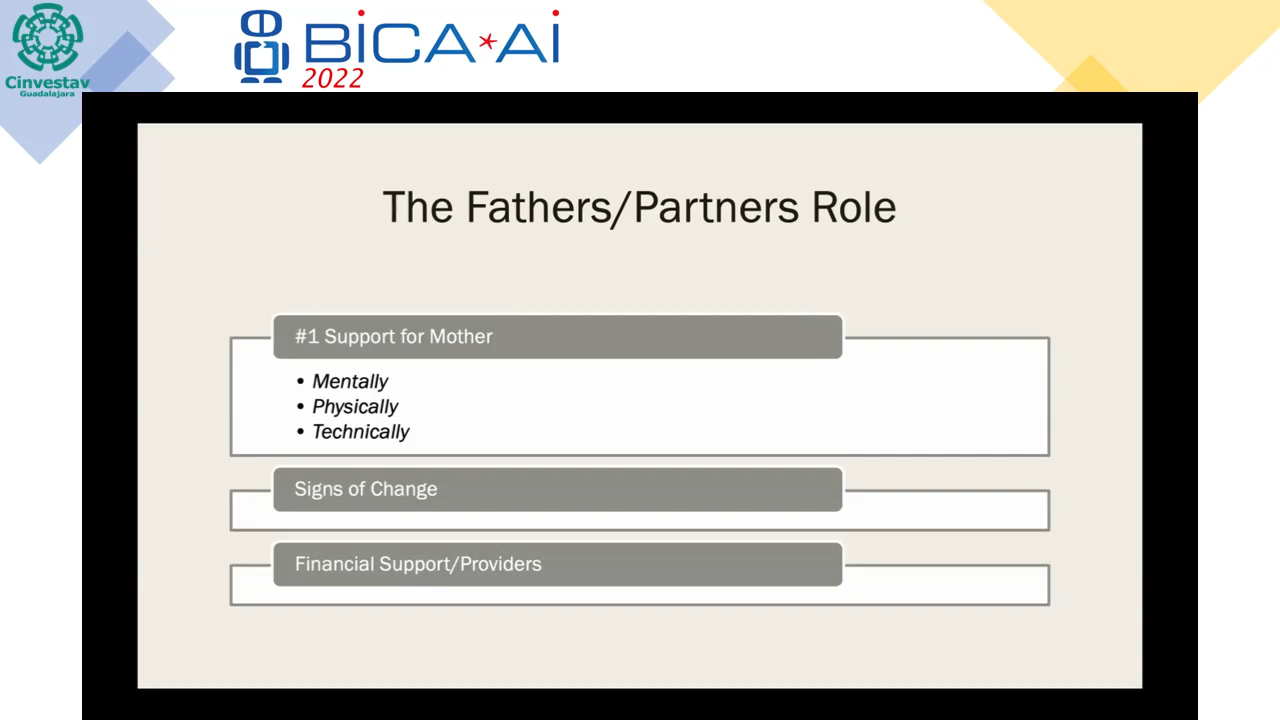 Cinvestav
Guadalajara
BiCA*Ai
2022
The Fathers/Partners Role
#1 Support for Mother
• Mentally
• Physically
• Technically
Signs of Change
Financial Support/Providers